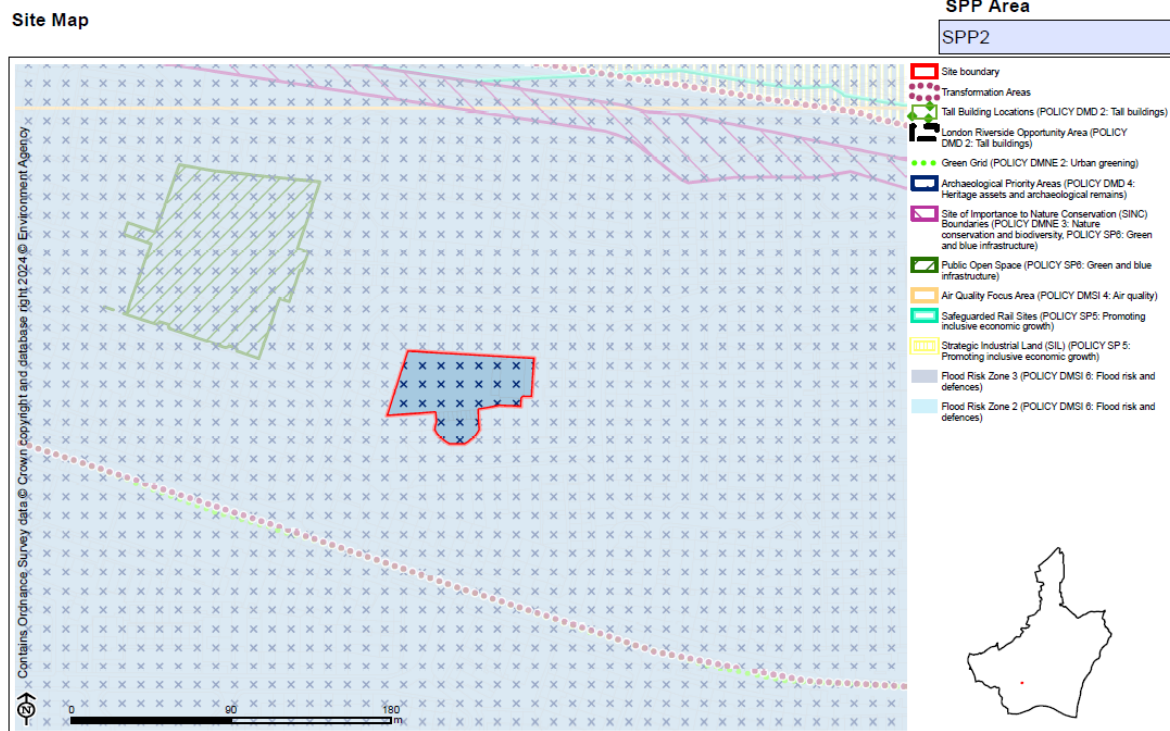 Site Map
SPP Area
SPP2
Site boundary
Transformation Areas
Tall Building Locations (POLICY DMD 2: Tall buildings)
London Riverside Opportunity Area (POLICY
DMD 2: Tall buildings)
Green Grid (POLICY DMNE 2: Urban greening)
Archaeological Priority Areas (POLICY DMD 4:
Heritage assets and archaeological remains)
Site of Importance to Nature Conservation (SINC)
Boundaries (POLICY DMNE 3: Nature
conservation and biodiversity, POLICY SP6: Green
and blue infrastructure)
Public Open Space (POLICY SP6: Green and blue
infrastructure)
Air Quality Focus Area (POLICY DMSI 4: Air quality)
Safeguarded Rail Sites (POLICY SP5: Promoting
inclusive economic growth)
Strategic Industrial Land (SIL) (POLICY SP 5:
Promoting inclusive economic growth)
Flood Risk Zone 3 (POLICY DMSI 6: Flood risk and
defences)
Flood Risk Zone 2 (POLICY DMSI 6: Flood risk and
defences)
Contains Ordnance Survey data © Crown copyright and database right 2024 © Environment Agency
N
0 90 180
m